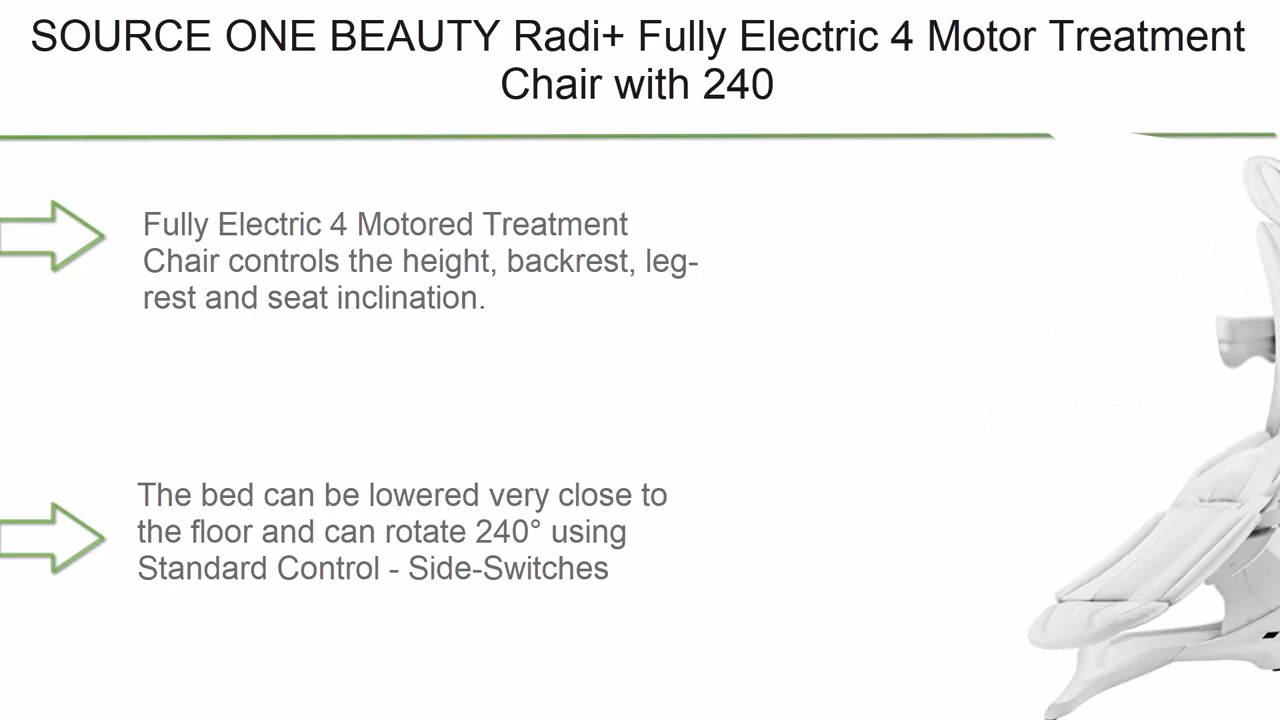 SOURCE ONE BEAUTY Radi+ Fully Electric 4 Motor Treatment
Chair with 240
Fully Electric 4 Motored Treatment
Chair controls the height, backrest, leg-
rest and seat inclination.
The bed can be lowered very close to
the floor and can rotate 240° using
Standard Control - Side-Switches